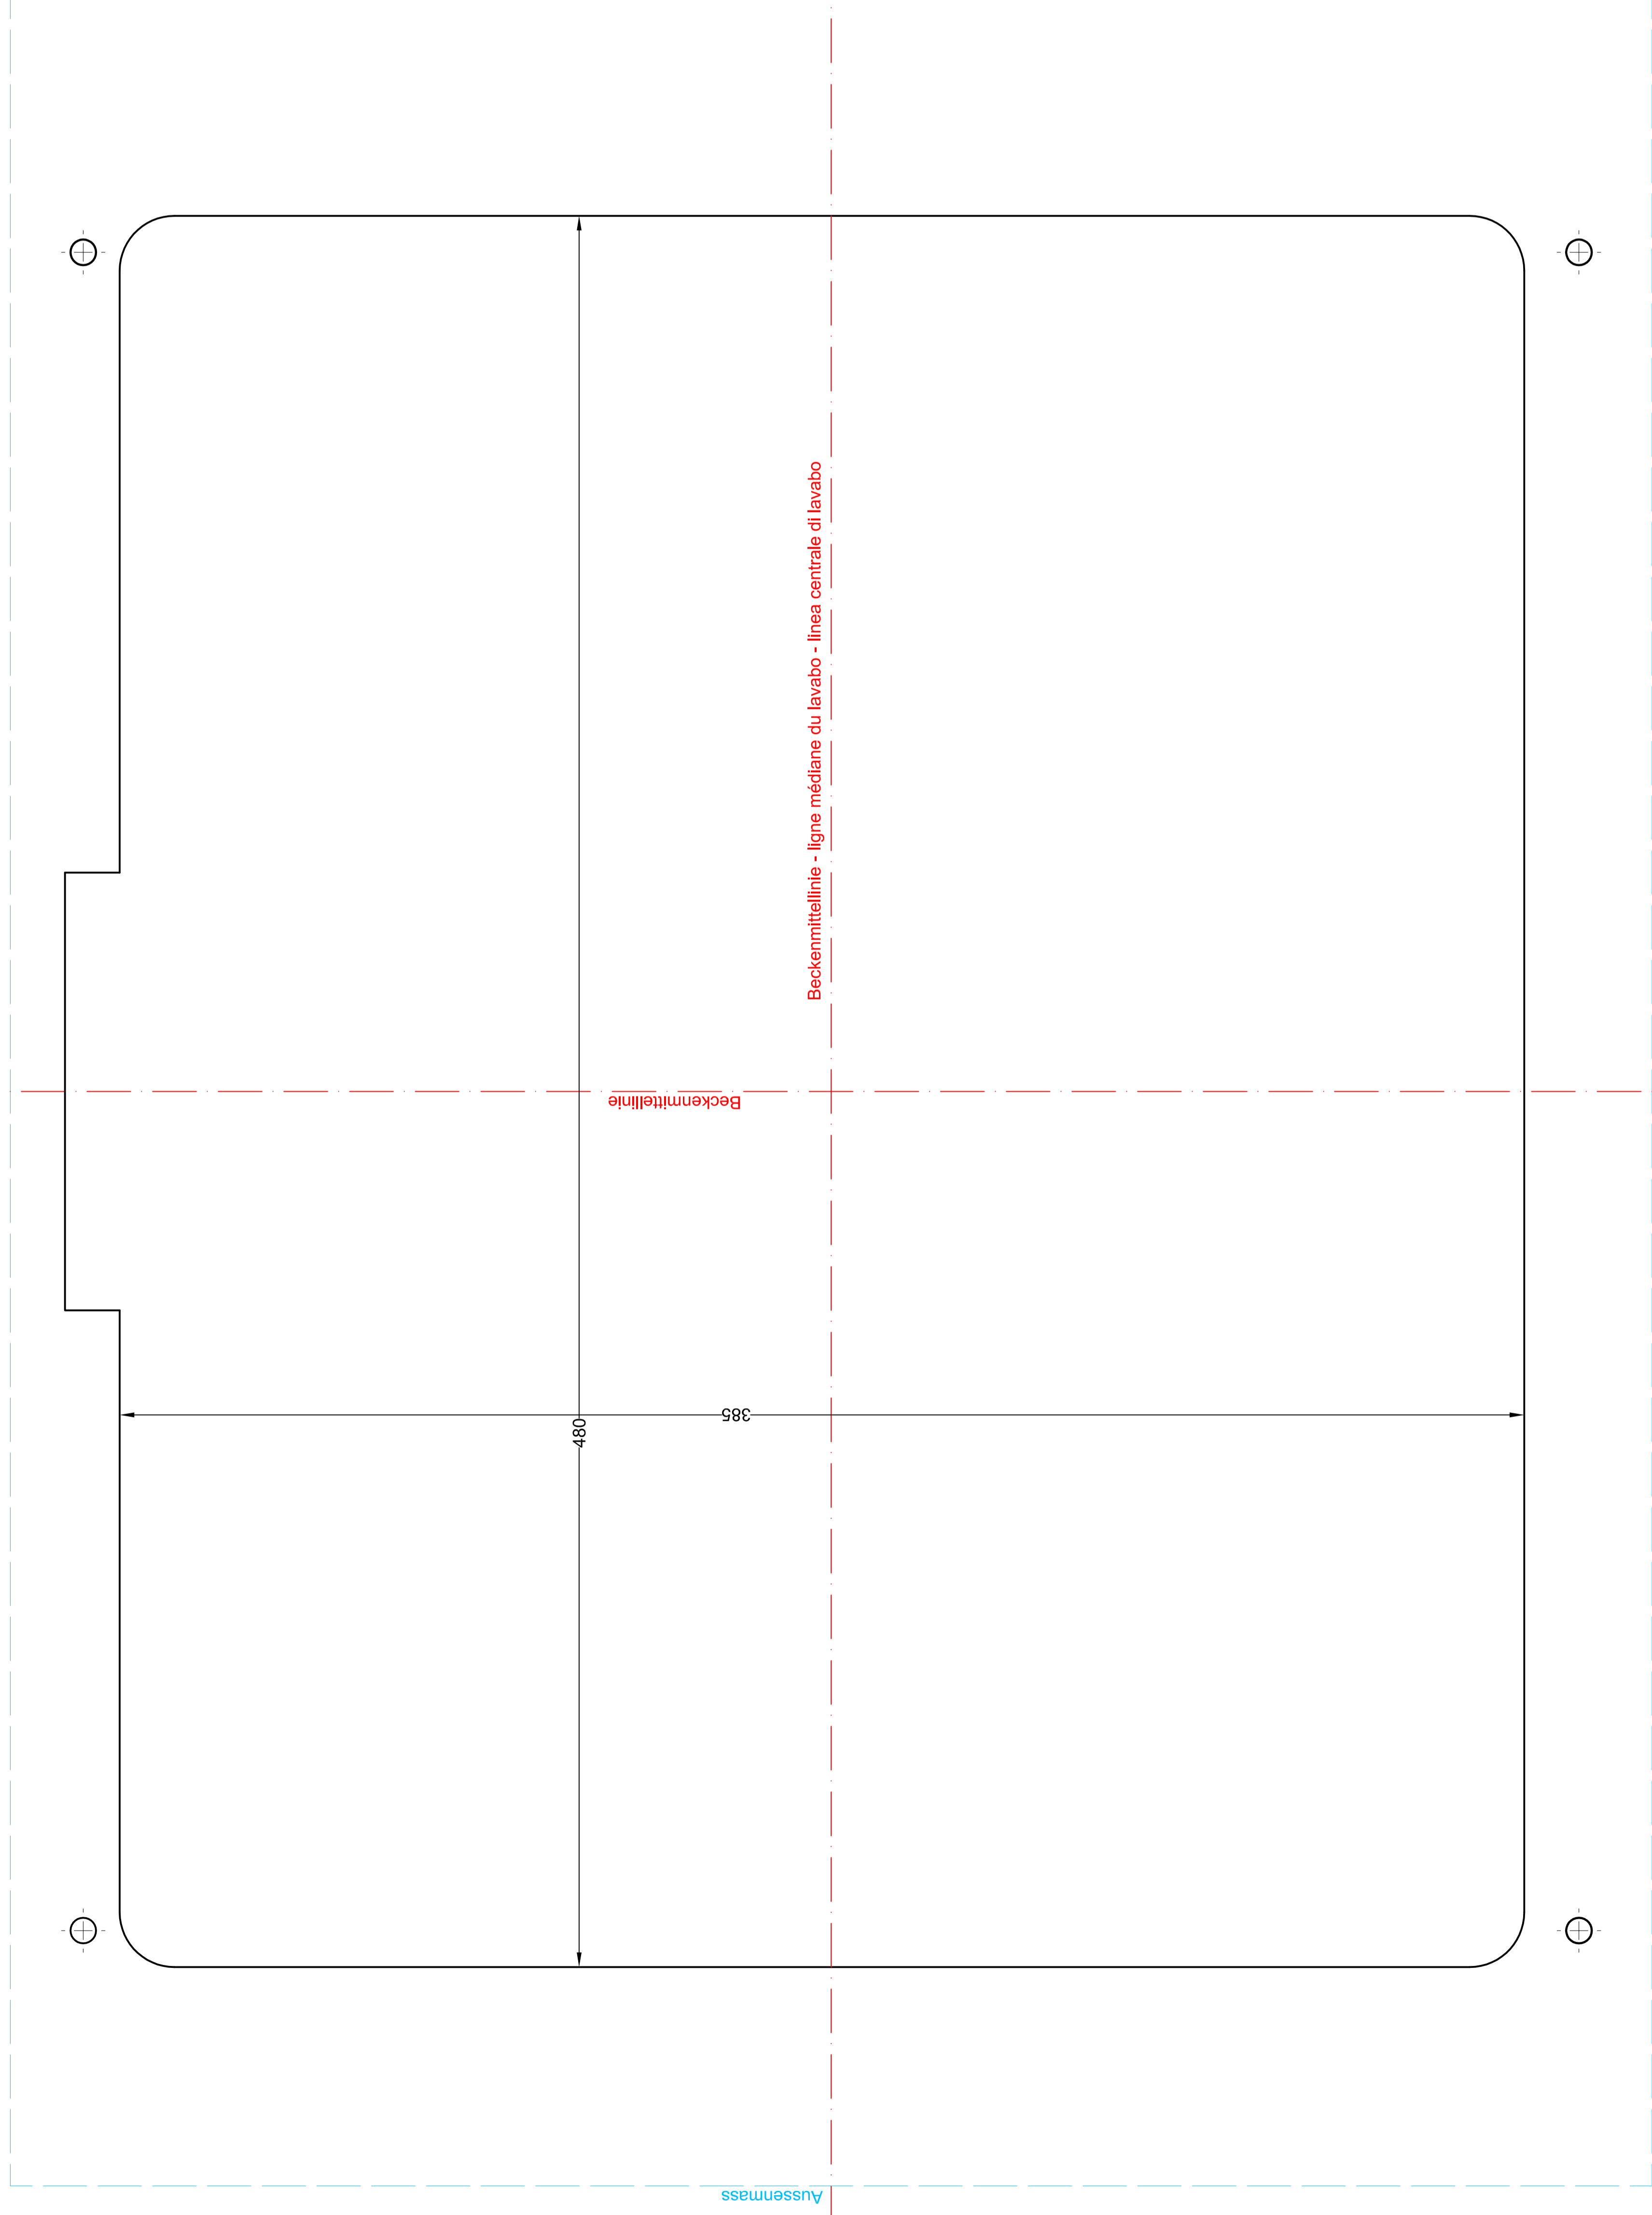 Beckenmittellinie - ligne médiane du lavabo - linea centrale di lavabo
Beckenmittellinie
385
480
Aussenmass